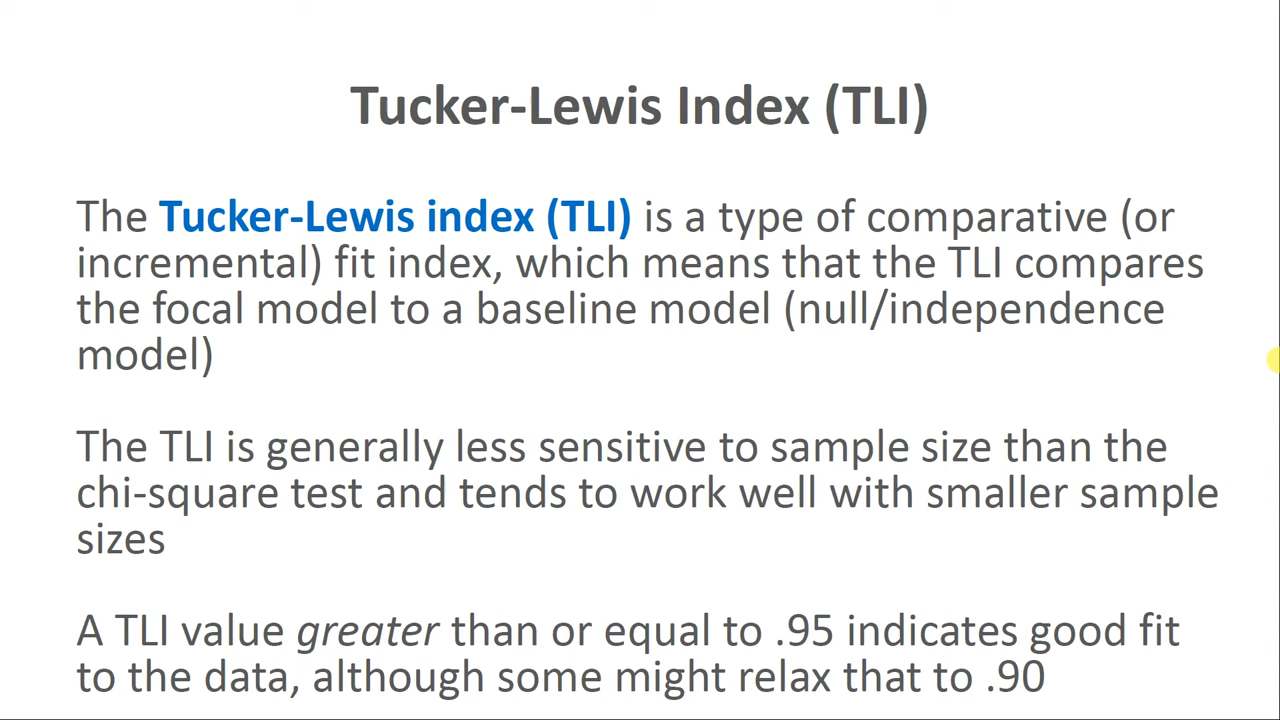 Tucker-Lewis Index (TLI)
The Tucker-Lewis index (TLI) is a type of comparative (or
incremental) fit index, which means that the TLI compares
the focal model to a baseline model (null/independence
model)
The TLI is generally less sensitive to sample size than the
chi-square test and tends to work well with smaller sample
sizes
A TLI value greater than or equal to .95 indicates good fit
to the data, although some might relax that to .90